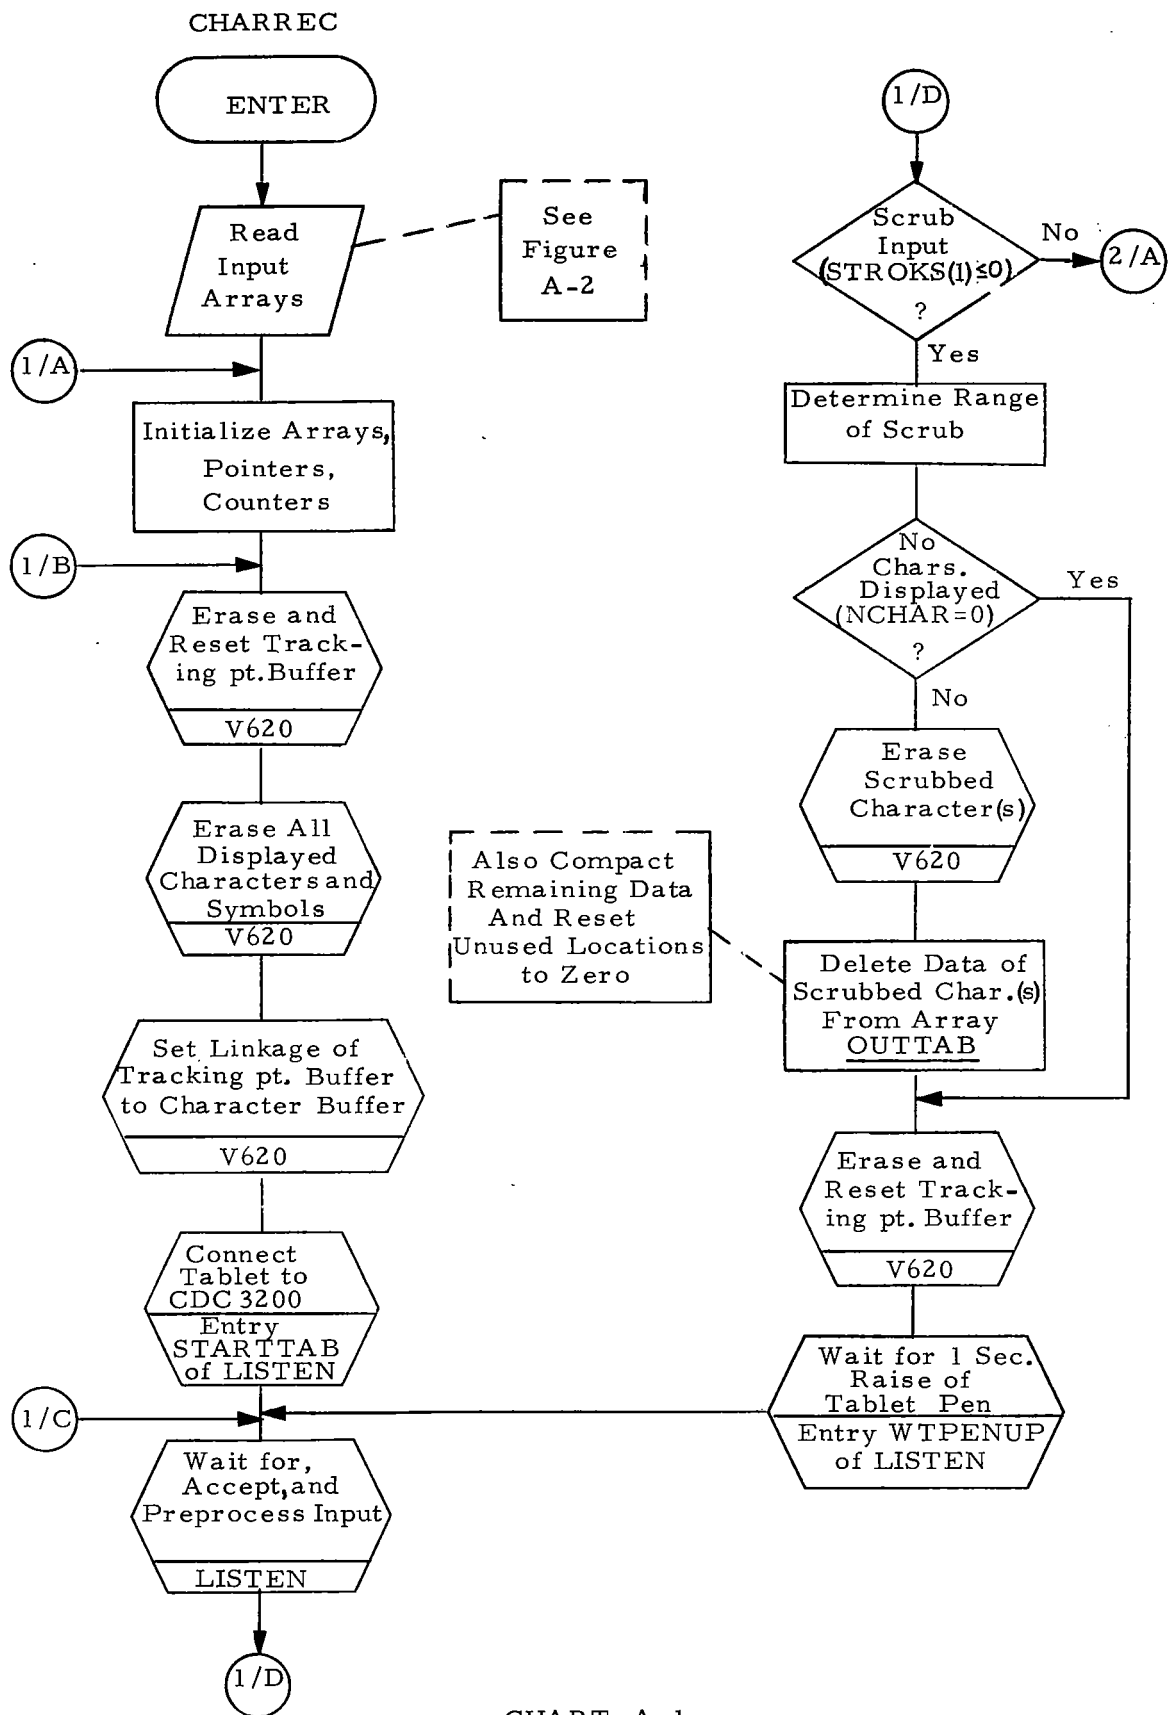 CHARREC
ENTER
Read
Input
Arrays
See
Figure
A-2
1/A
Initialize Arrays,
Pointers,
Counters
1/B
Erase and
Reset Track-
ing pt. Buffer
V620
Erase All
Displayed
Characters and
Symbols
V620
Set Linkage of
Tracking pt. Buffer
to Character Buffer
V620
Connect
Tablet to
CDC 3200
Entry
STARTTAB
of LISTEN
1/C
Wait for,
Accept, and
Preprocess Input
LISTEN
1/D
1/D
Scrub
Input
(STROKS(1)≤0)
?
No
2/A
Yes
Determine Range
of Scrub
No
Chars.
Displayed
(NCHAR=0)
?
Yes
No
Erase
Scrubbed
Character(s)
V620
Also Compact
Remaining Data
And Reset
Unused Locations
to Zero
Delete Data of
Scrubbed Char.(s)
From Array
OUTTAB
Erase and
Reset Track-
ing pt. Buffer
V620
Wait for 1 Sec.
Raise of
Tablet Pen
Entry WTPENUP
of LISTEN